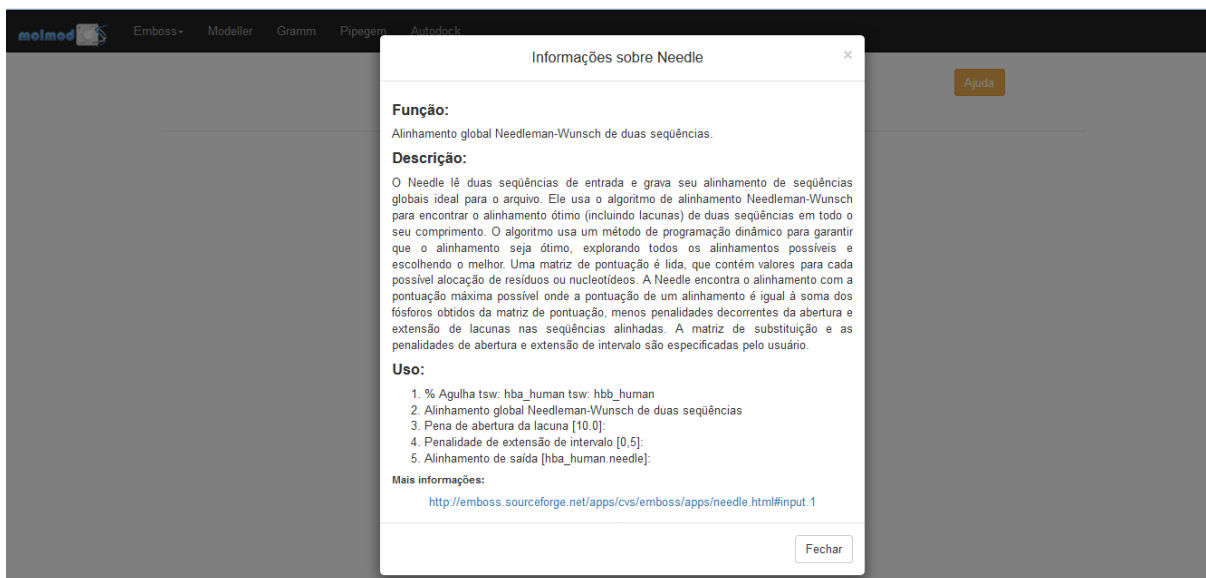 molmod
Emboss Modeller Gramm Pipegem Autodock
Informações sobre Needle ×
Ajuda
Função:
Alinhamento global Needleman-Wunsch de duas seqüências.
Descrição:
O Needle lê duas seqüências de entrada e grava seu alinhamento de seqüências
globais ideal para o arquivo. Ele usa o algoritmo de alinhamento Needleman-Wunsch
para encontrar o alinhamento ótimo (incluindo lacunas) de duas seqüências em todo o
seu comprimento. O algoritmo usa um método de programação dinâmico para garantir
que o alinhamento seja ótimo, explorando todos os alinhamentos possíveis e
escolhendo o melhor. Uma matriz de pontuação é lida, que contém valores para cada
possível alocação de resíduos ou nucleotídeos. A Needle encontra o alinhamento com a
pontuação máxima possível onde a pontuação de um alinhamento é igual à soma dos
fósforos obtidos da matriz de pontuação, menos penalidades decorrentes da abertura e
extensão de lacunas nas seqüências alinhadas. A matriz de substituição e as
penalidades de abertura e extensão de intervalo são especificadas pelo usuário.
Uso:
1. % Agulha tsw: hba_human tsw: hbb_human
2. Alinhamento global Needleman-Wunsch de duas seqüências
3. Pena de abertura da lacuna [10.0]:
4. Penalidade de extensão de intervalo [0,5]:
5. Alinhamento de saída [hba_human.needle]:
Mais informações:
http://emboss.sourceforge.net/apps/cvs/emboss/apps/needle.html#input.1
Fechar